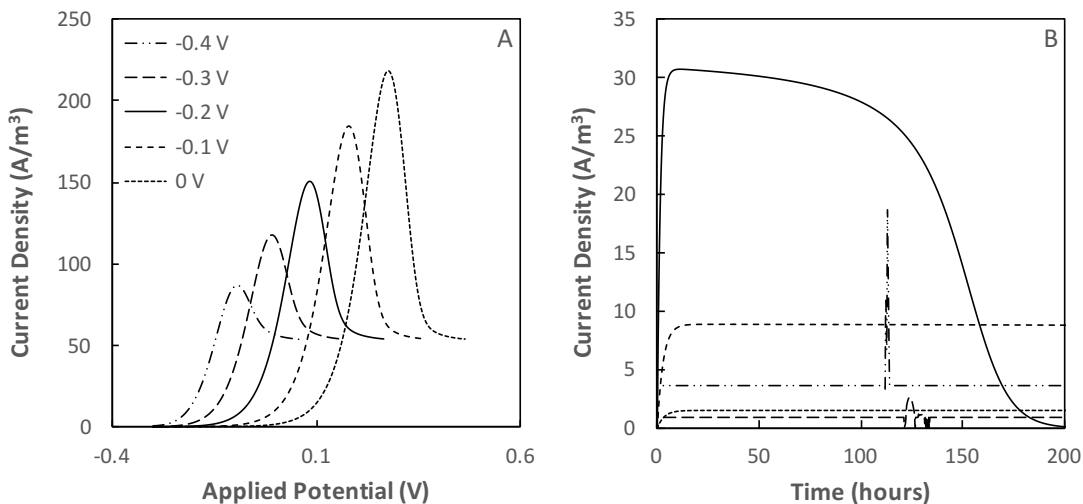 A
250
200
150
100
50
0
-0.4 V
-0.3 V
-0.2 V
-0.1 V
0 V
-0.4
0.1
0.6
Current Density (A/m³)
Applied Potential (V)
B
35
30
25
20
15
10
5
0
0
50
100
150
200
Current Density (A/m³)
Time (hours)